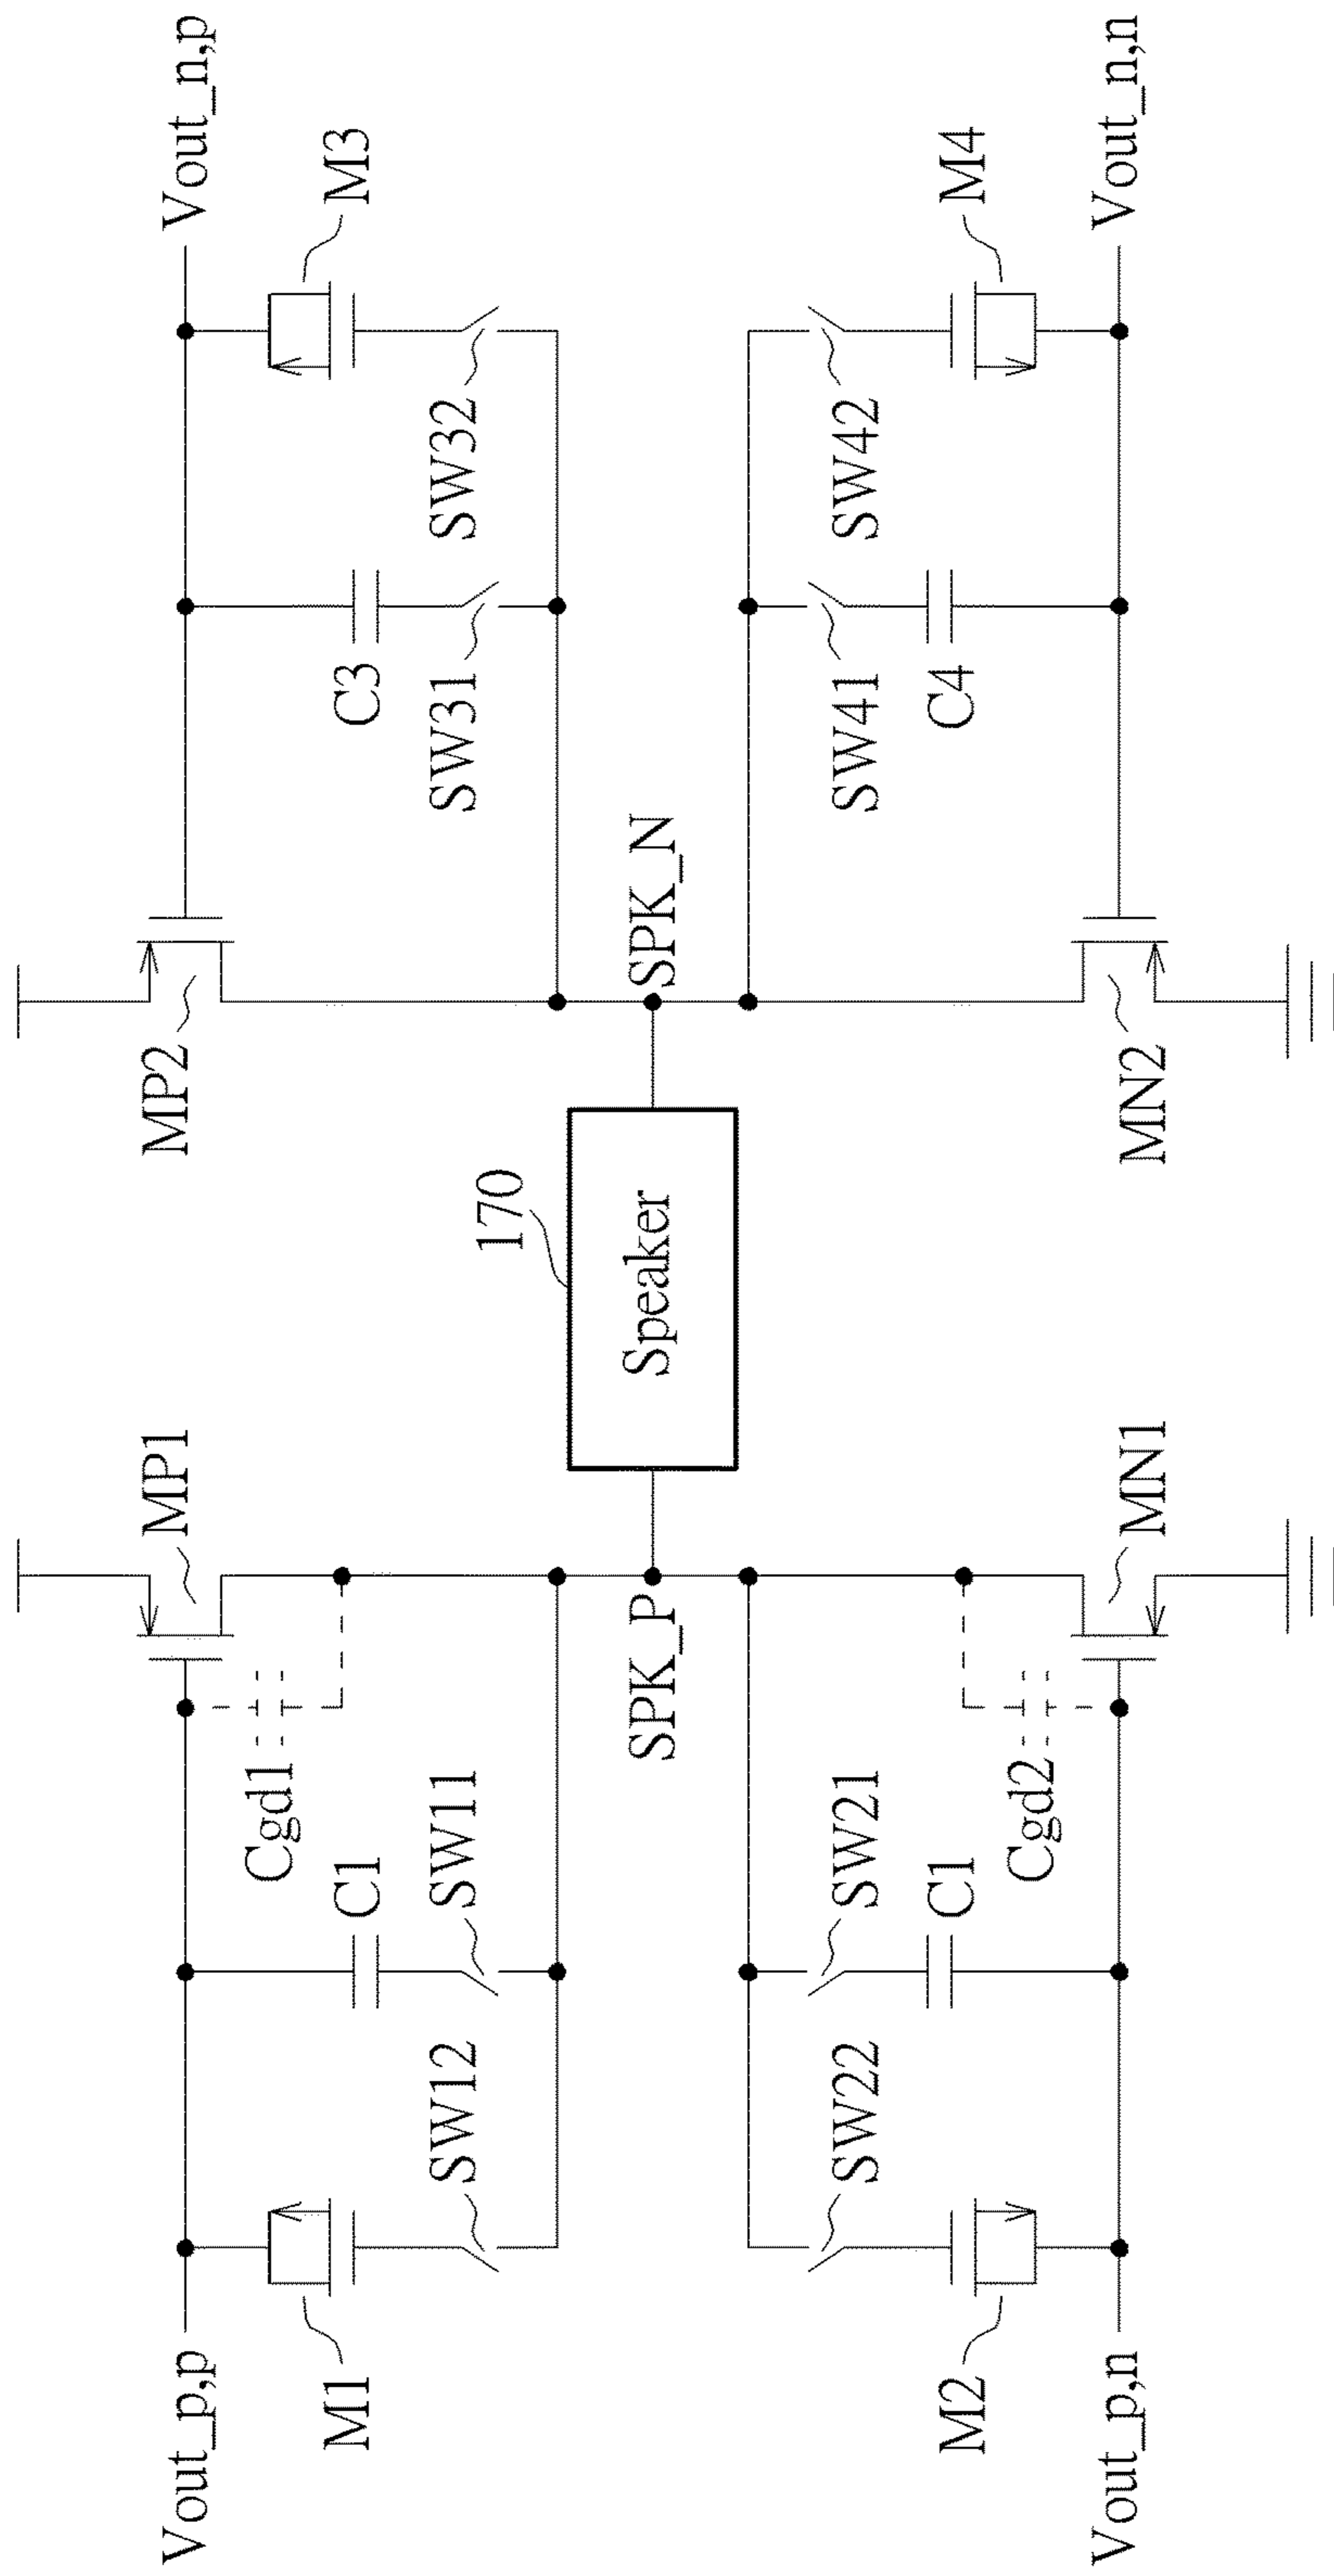 Vout_p,p
Vout_n,p
MP1
MP2
M1
Cgd1
C1
SW12
SW11
170
C3
SW31
SW32
M3
SPK_P
Speaker
SPK_N
SW22
SW21
C1
Cgd2
M2
SW41
SW42
C4
M4
MN1
MN2
Vout_p,n
Vout_n,n